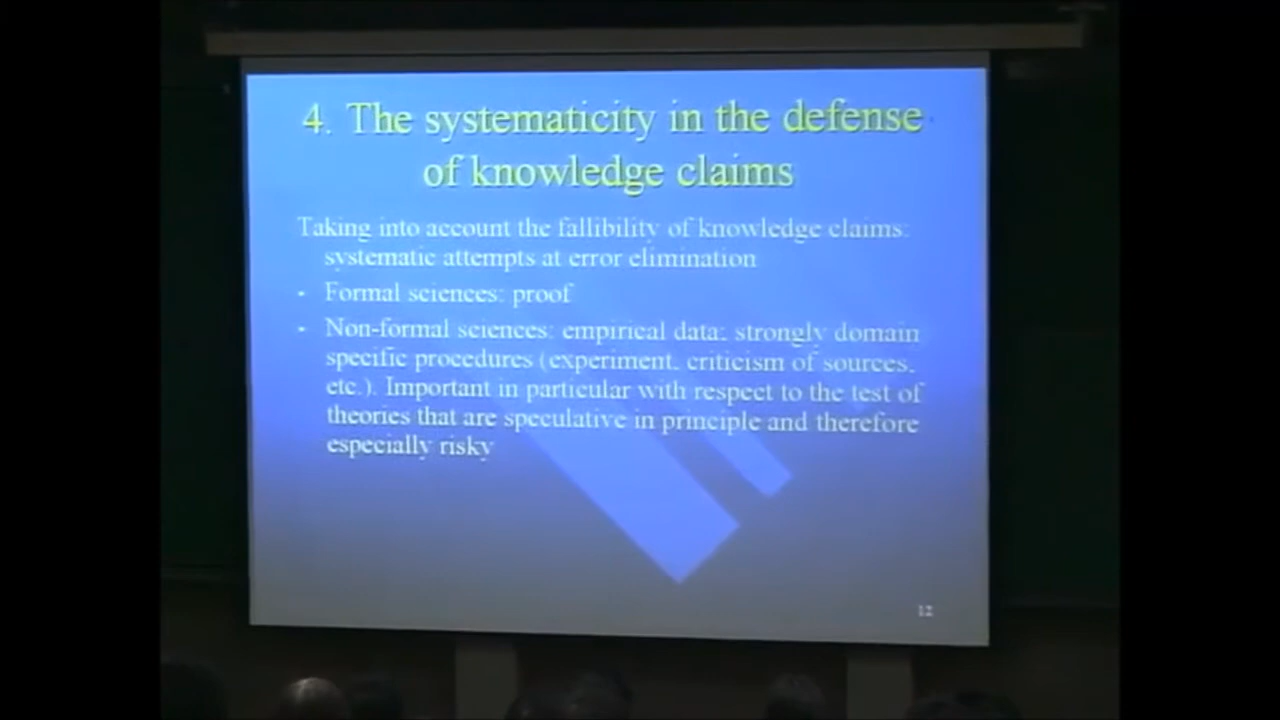 4. The systematicity in the defense
of knowledge claims
Taking into account the fallibility of knowledge claims:
systematic attempts at error elimination
- Formal sciences: proof
- Non-formal sciences: empirical data: strongly domain
specific procedures (experiment, criticism of sources,
etc.). Important in particular with respect to the test of
theories that are speculative in principle and therefore
especially risky
12